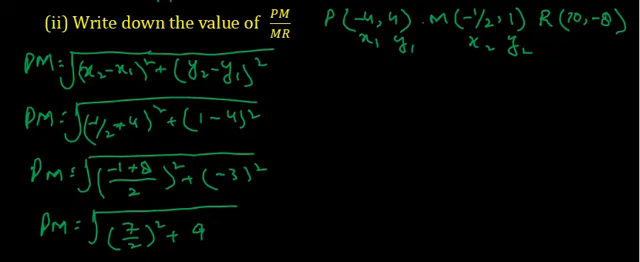 (ii) Write down the value of PM/MR
P(-4, 4) . M(-1/2, 1) R(10, -8)
x₁ y₁ x₂ y₂
PM = √(x₂-x₁)²+(y₂-y₁)²
PM = √(-1/2+4)²+(1-4)²
PM = √(-1+8/2)²+(-3)²
PM = √(7/2)²+9